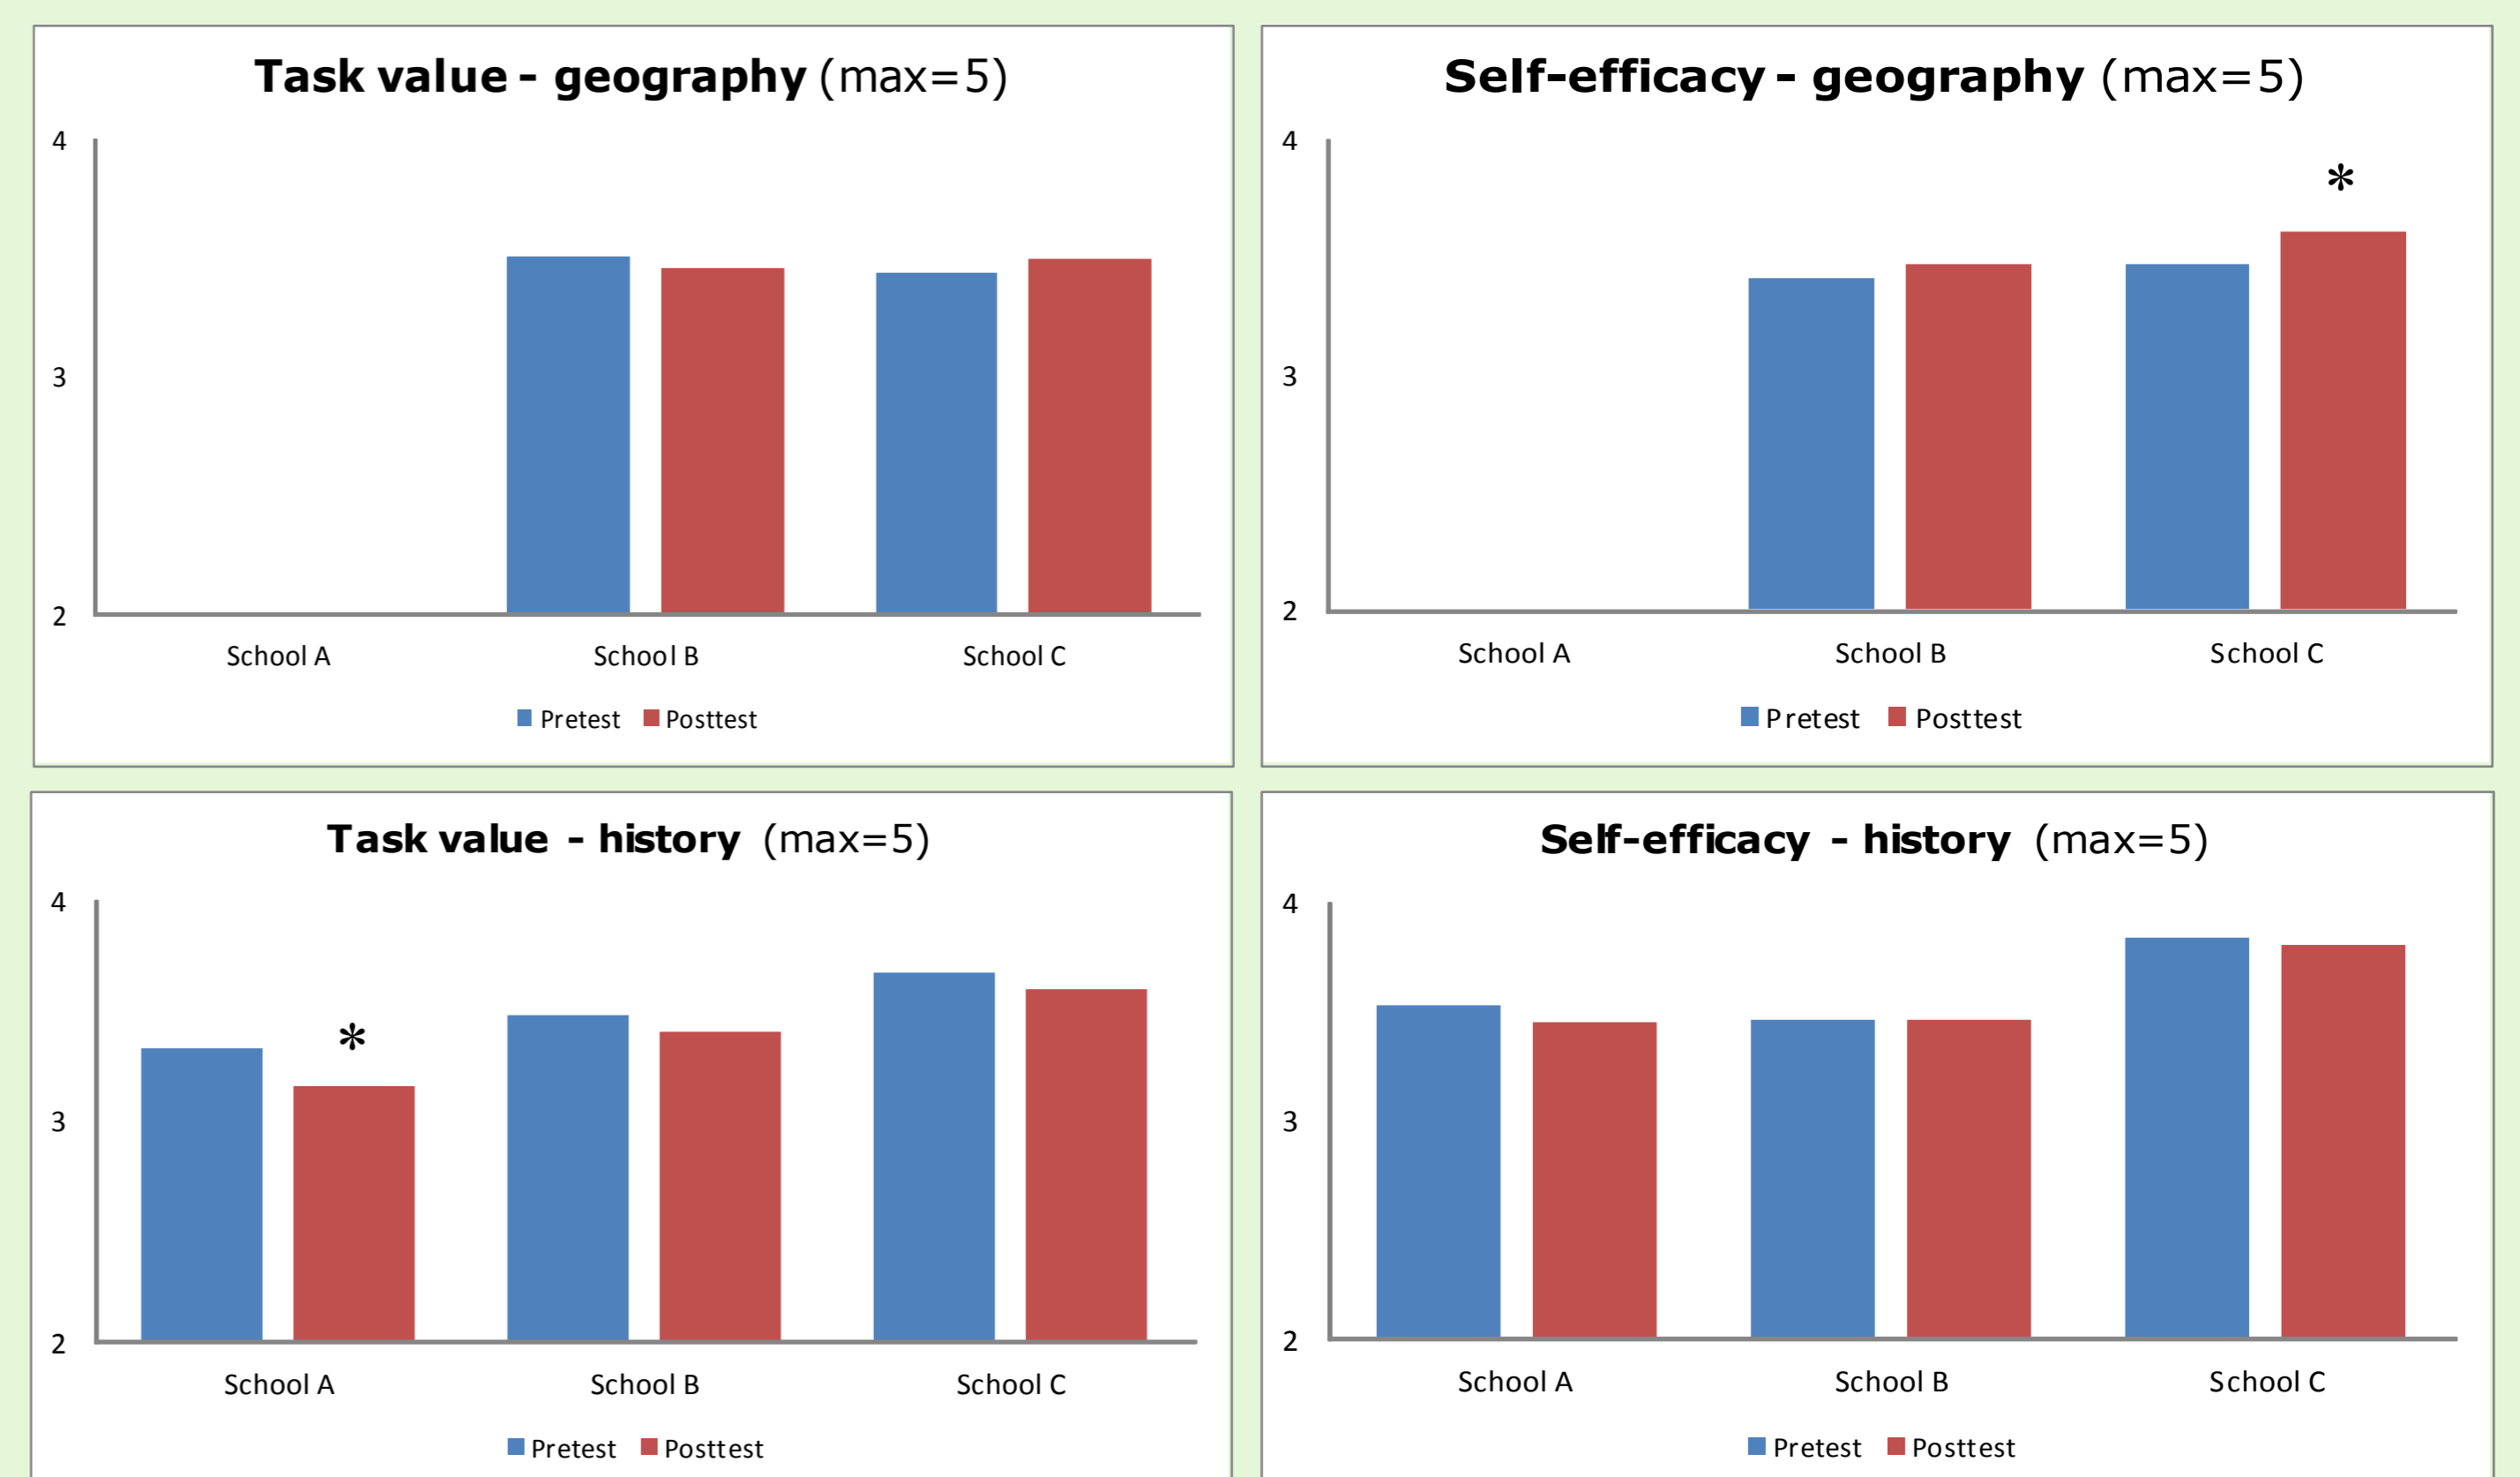 Task value - geography (max=5)
4
3
2
School A School B School C
Pretest Posttest
Self-efficacy - geography (max=5)
*
4
3
2
School A School B School C
Pretest Posttest
Task value - history (max=5)
4
*
3
2
School A School B School C
Pretest Posttest
Self-efficacy - history (max=5)
4
3
2
School A School B School C
Pretest Posttest